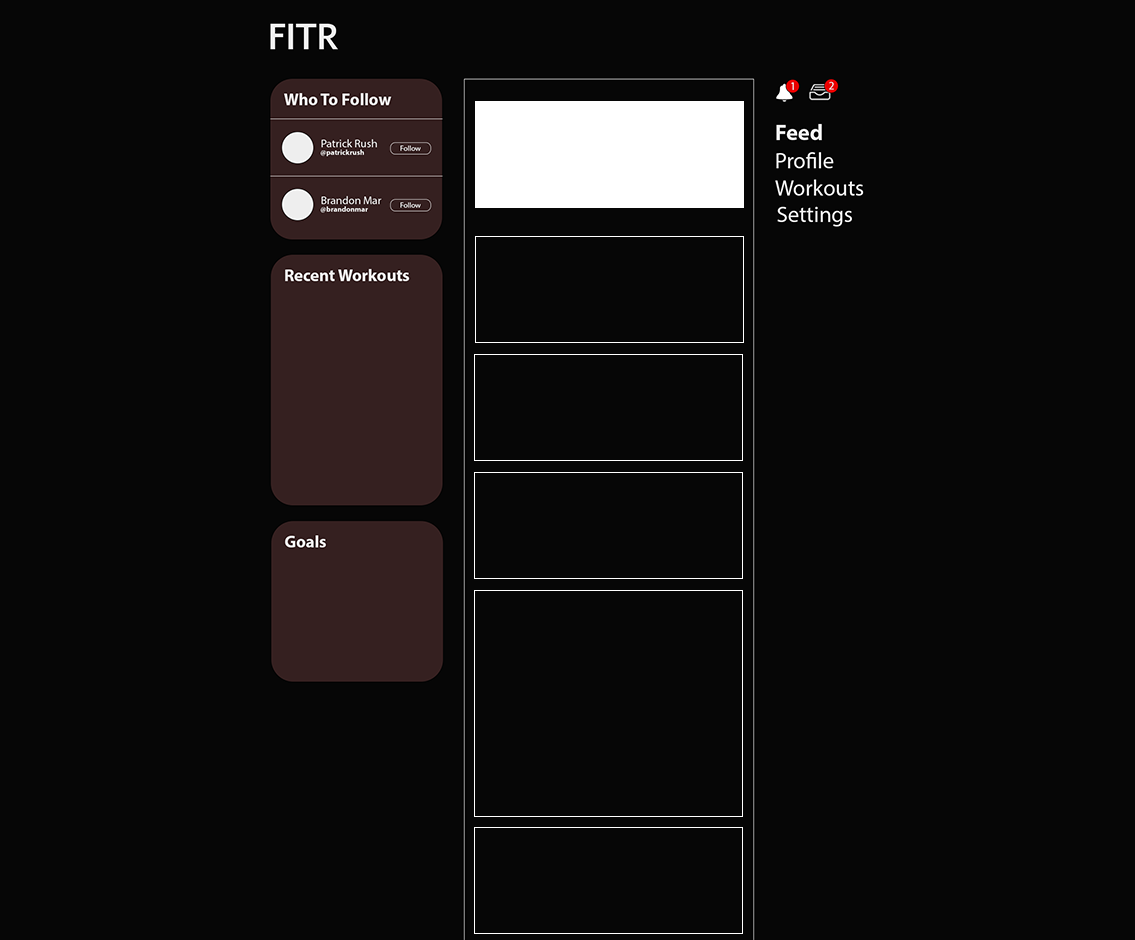 FITR
Who To Follow
Patrick Rush
@patrickrush
Follow
Brandon Mar
@brandonmar
Follow
Recent Workouts
Goals
1
2
Feed
Profile
Workouts
Settings